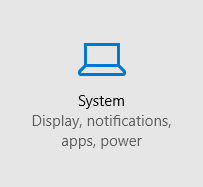 System
Display, notifications,
apps, power